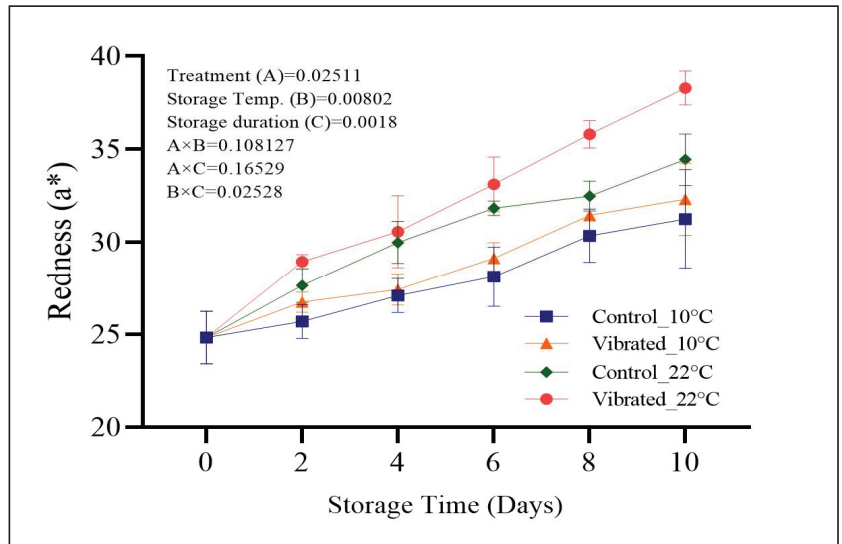 40
35
30
25
20
Redness (a*)
Treatment (A)=0.02511
Storage Temp. (B)=0.00802
Storage duration (C)=0.0018
A×B=0.108127
A×C=0.16529
B×C=0.02528
Control_10°C
Vibrated_10°C
Control_22°C
Vibrated_22°C
0 2 4 6 8 10
Storage Time (Days)